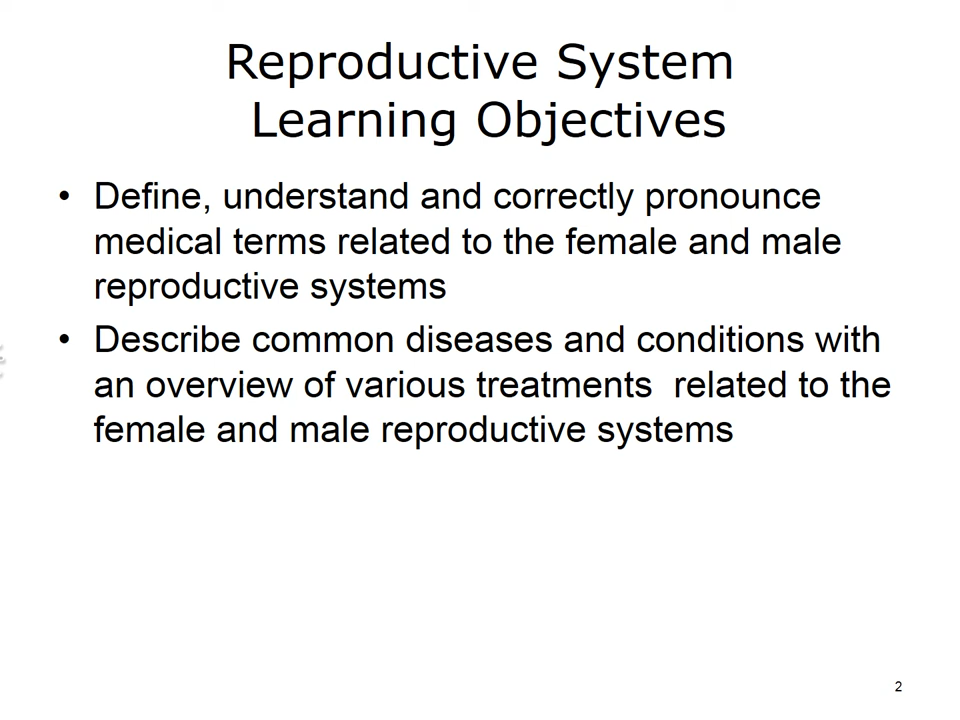 Reproductive System
Learning Objectives
• Define, understand and correctly pronounce
medical terms related to the female and male
reproductive systems
• Describe common diseases and conditions with
an overview of various treatments  related to the
female and male reproductive systems
2